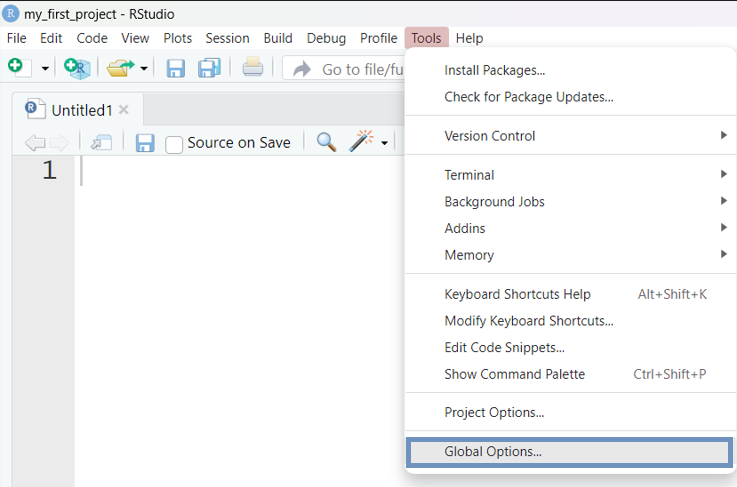 R my_first_project - RStudio
File Edit Code View Plots Session Build Debug Profile Tools Help
Go to file/fu
R Untitled1
Source on Save
1
Install Packages...
Check for Package Updates...
Version Control
Terminal
Background Jobs
Addins
Memory
Keyboard Shortcuts Help Alt+Shift+K
Modify Keyboard Shortcuts...
Edit Code Snippets...
Show Command Palette Ctrl+Shift+P
Project Options...
Global Options...